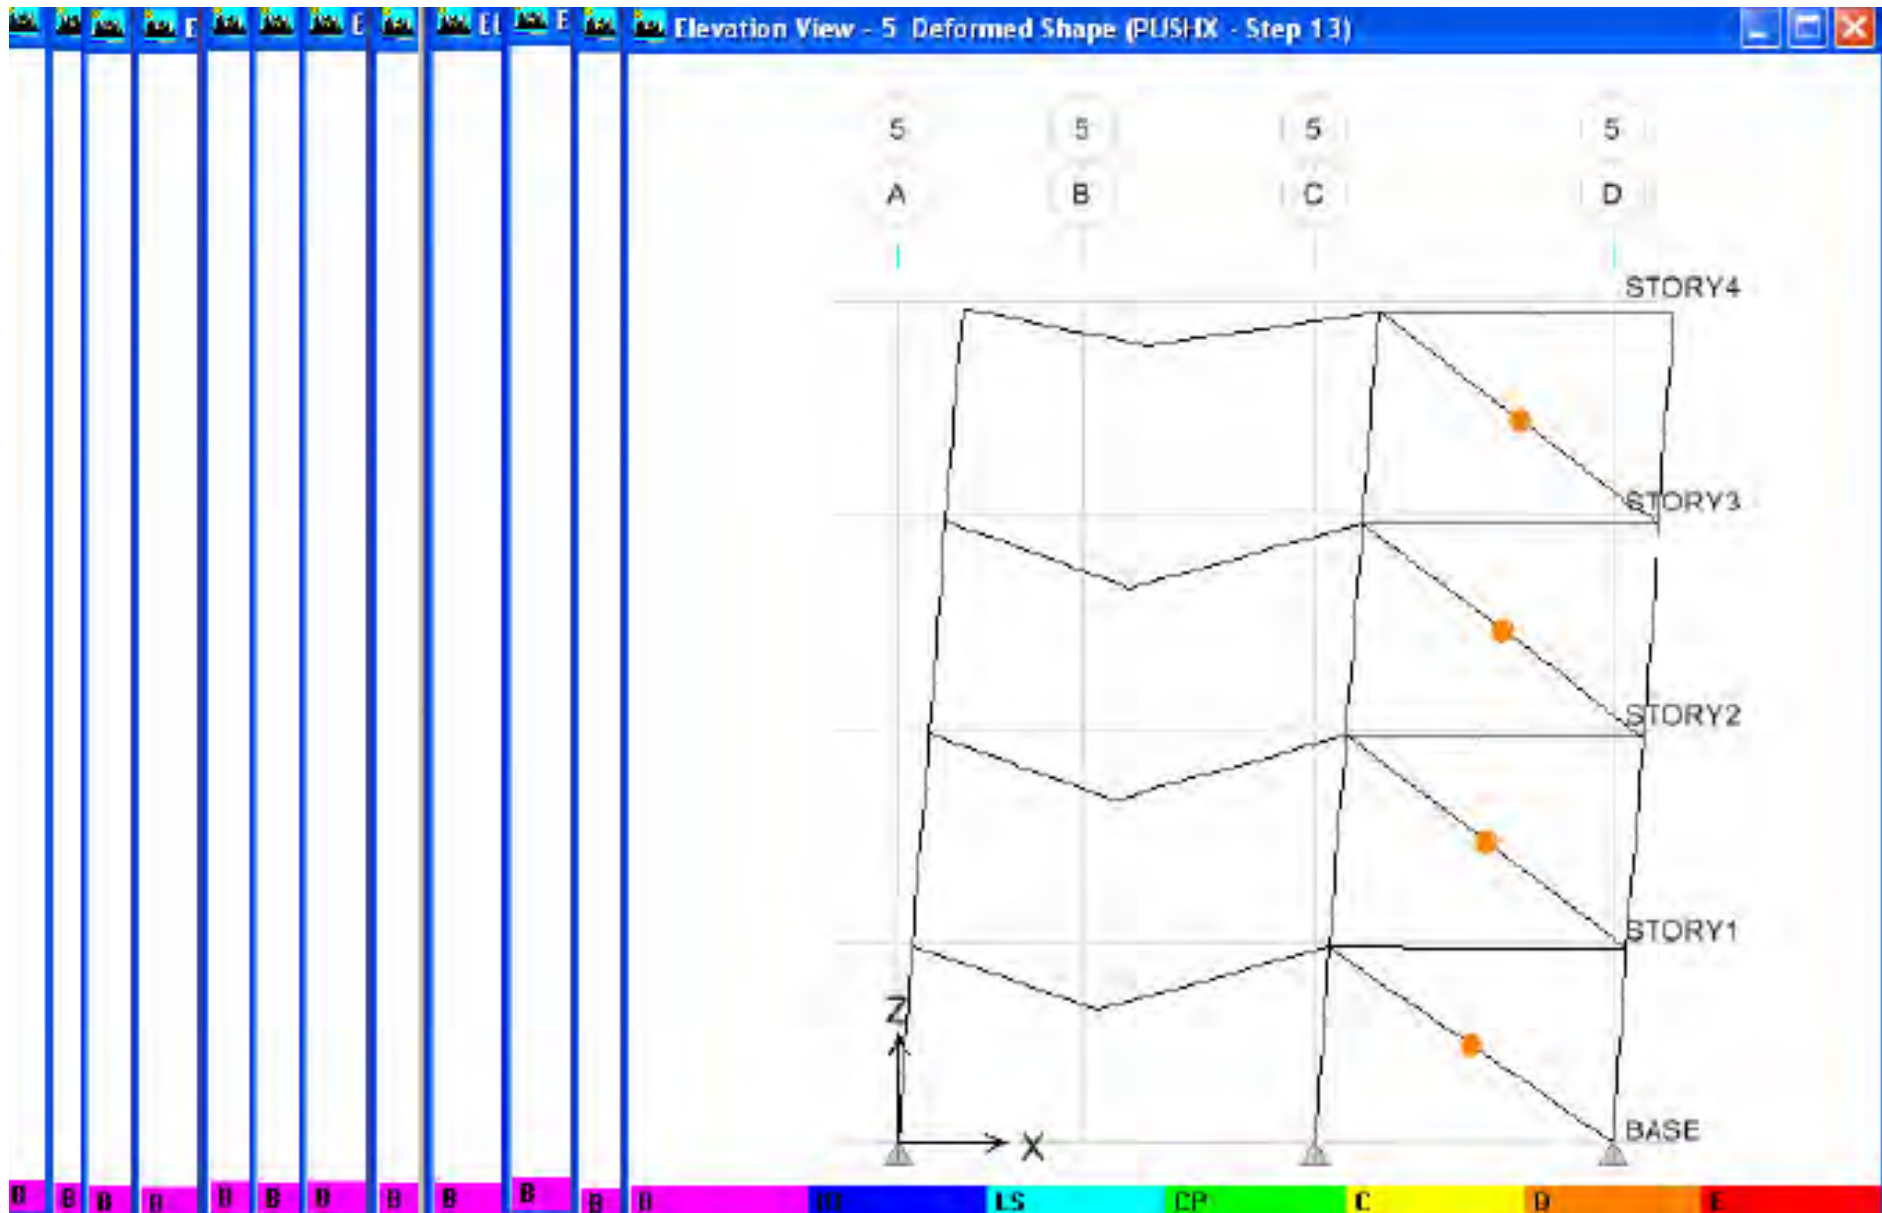 E E El E Elevation View - 5 Deformed Shape (PUSHX - Step 13)
5 5 5 5
A B C D
STORY4
STORY3
STORY2
STORY1
Z
BASE
X
B B B B B B B B B B B B IO LS CP C D E